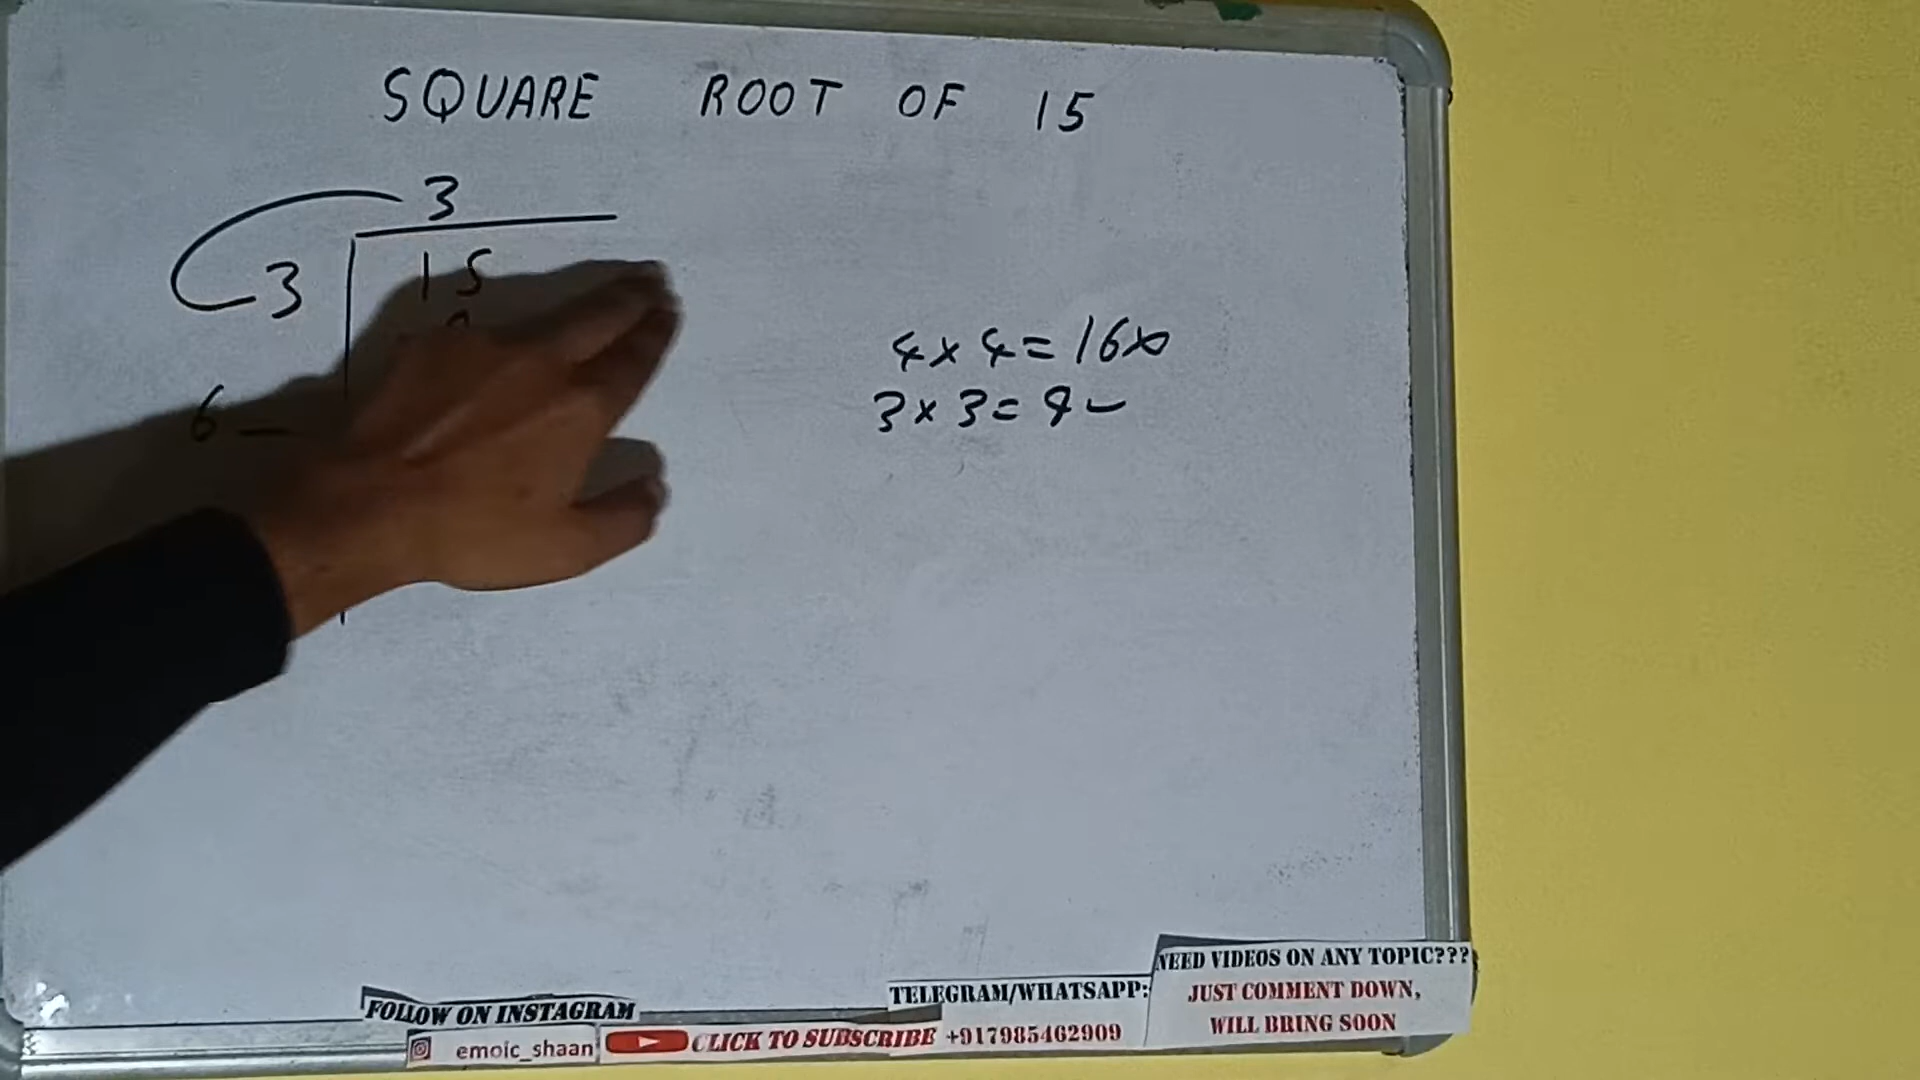 SQUARE ROOT OF 15
3
3 15
6 _
4 x 4 = 16 x
3 x 3 = 9
NEED VIDEOS ON ANY TOPIC???
JUST COMMENT DOWN,
WILL BRING SOON
TELEGRAM/WHATSAPP:
+917985462909
FOLLOW ON INSTAGRAM
emoic_shaan
CLICK TO SUBSCRIBE